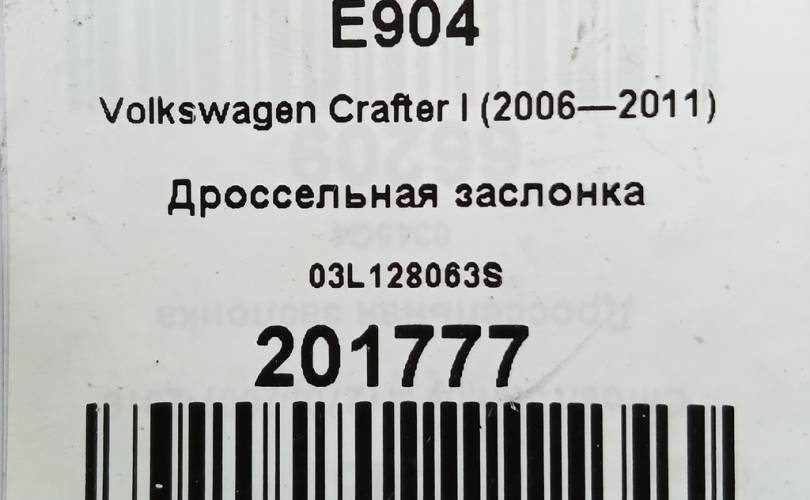 E904
Volkswagen Crafter I (2006—2011)
Дроссельная заслонка
03L128063S
201777